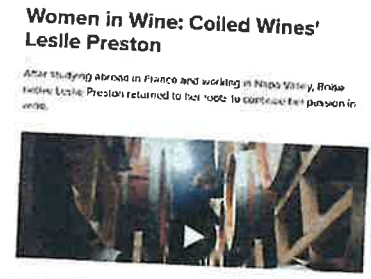 Women in Wine: Coiled Wines'
Leslie Preston
After studying abroad in France and working in Napa Valley, Boise
native Leslie Preston returned to her roots to continue her passion in
wine.